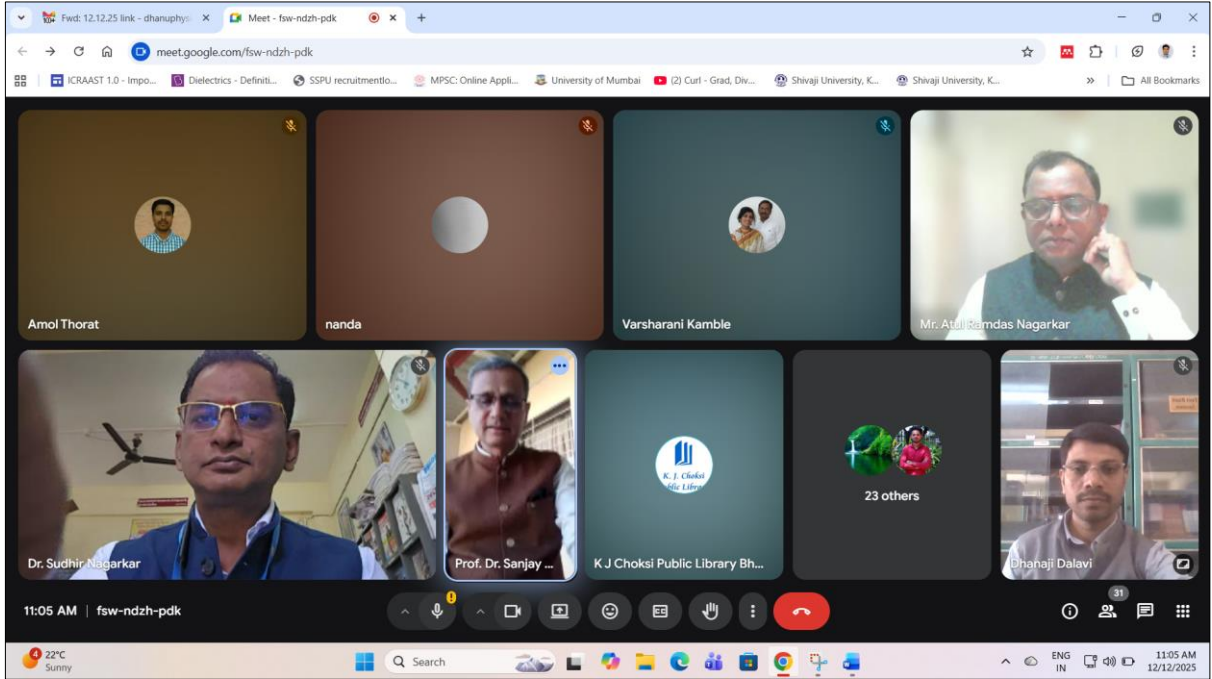 Fwd: 12.12.25 link - dhanuphys
Meet - fsw-ndzh-pdk
meet.google.com/fsw-ndzh-pdk
ICRAAST 1.0 - Impo...
Dielectrics - Definiti...
SSPU recruitmentlo...
MPSC: Online Appli...
University of Mumbai
(2) Curl - Grad, Div...
Shivaji University, K...
Shivaji University, K...
All Bookmarks
Amol Thorat
nanda
Varsharani Kamble
Mr. Atul Ramdas Nagarkar
Dr. Sudhir Nagarkar
Prof. Dr. Sanjay ...
K. J. Choksi
K J Choksi Public Library Bh...
23 others
Dhanaji Dalavi
11:05 AM | fsw-ndzh-pdk
31
4
22°C
Sunny
Search
ENG
IN
11:05 AM
12/12/2025